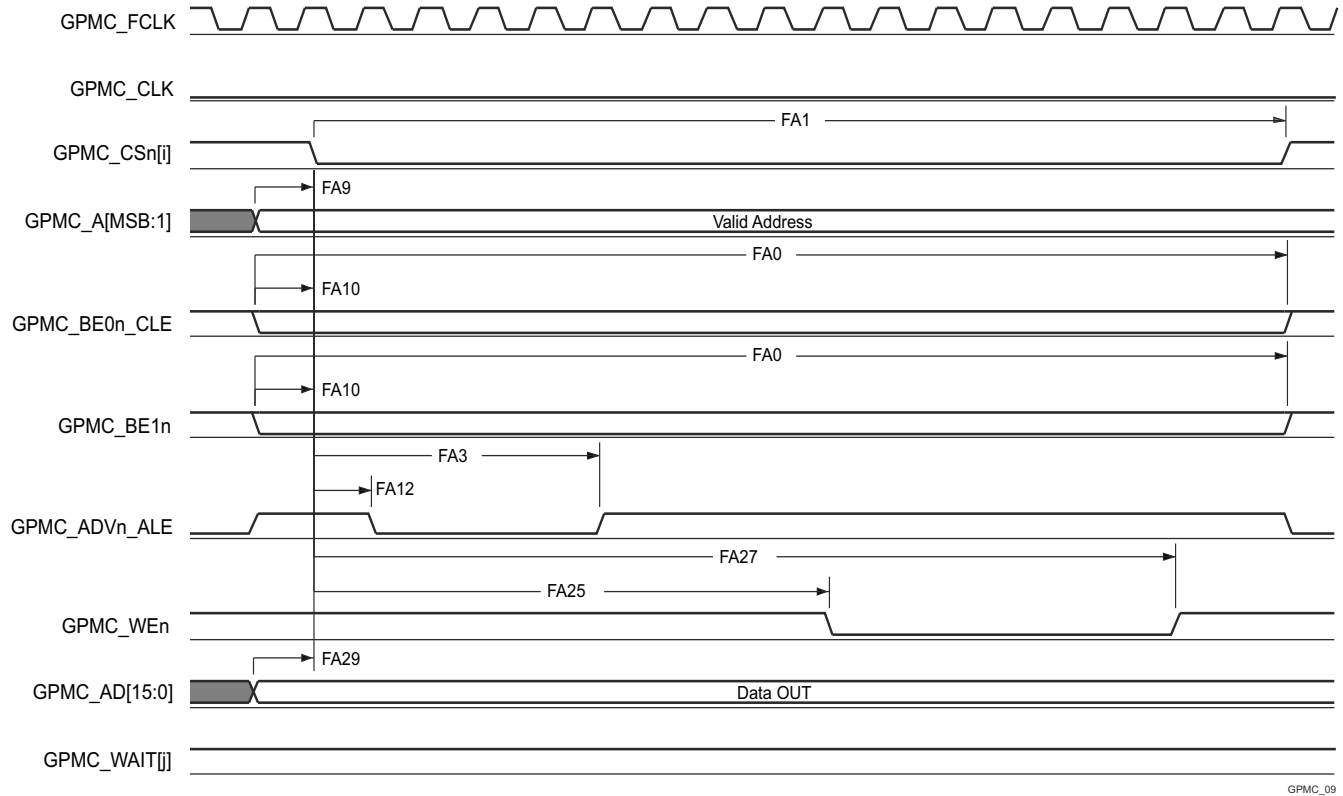 GPMC_FCLK
GPMC_CLK
FA1
GPMC_CSn[i]
FA9
GPMC_A[MSB:1]
Valid Address
FA0
FA10
GPMC_BE0n_CLE
FA0
FA10
GPMC_BE1n
FA3
FA12
GPMC_ADVn_ALE
FA27
FA25
GPMC_WEn
FA29
GPMC_AD[15:0]
Data OUT
GPMC_WAIT[j]
GPMC_09